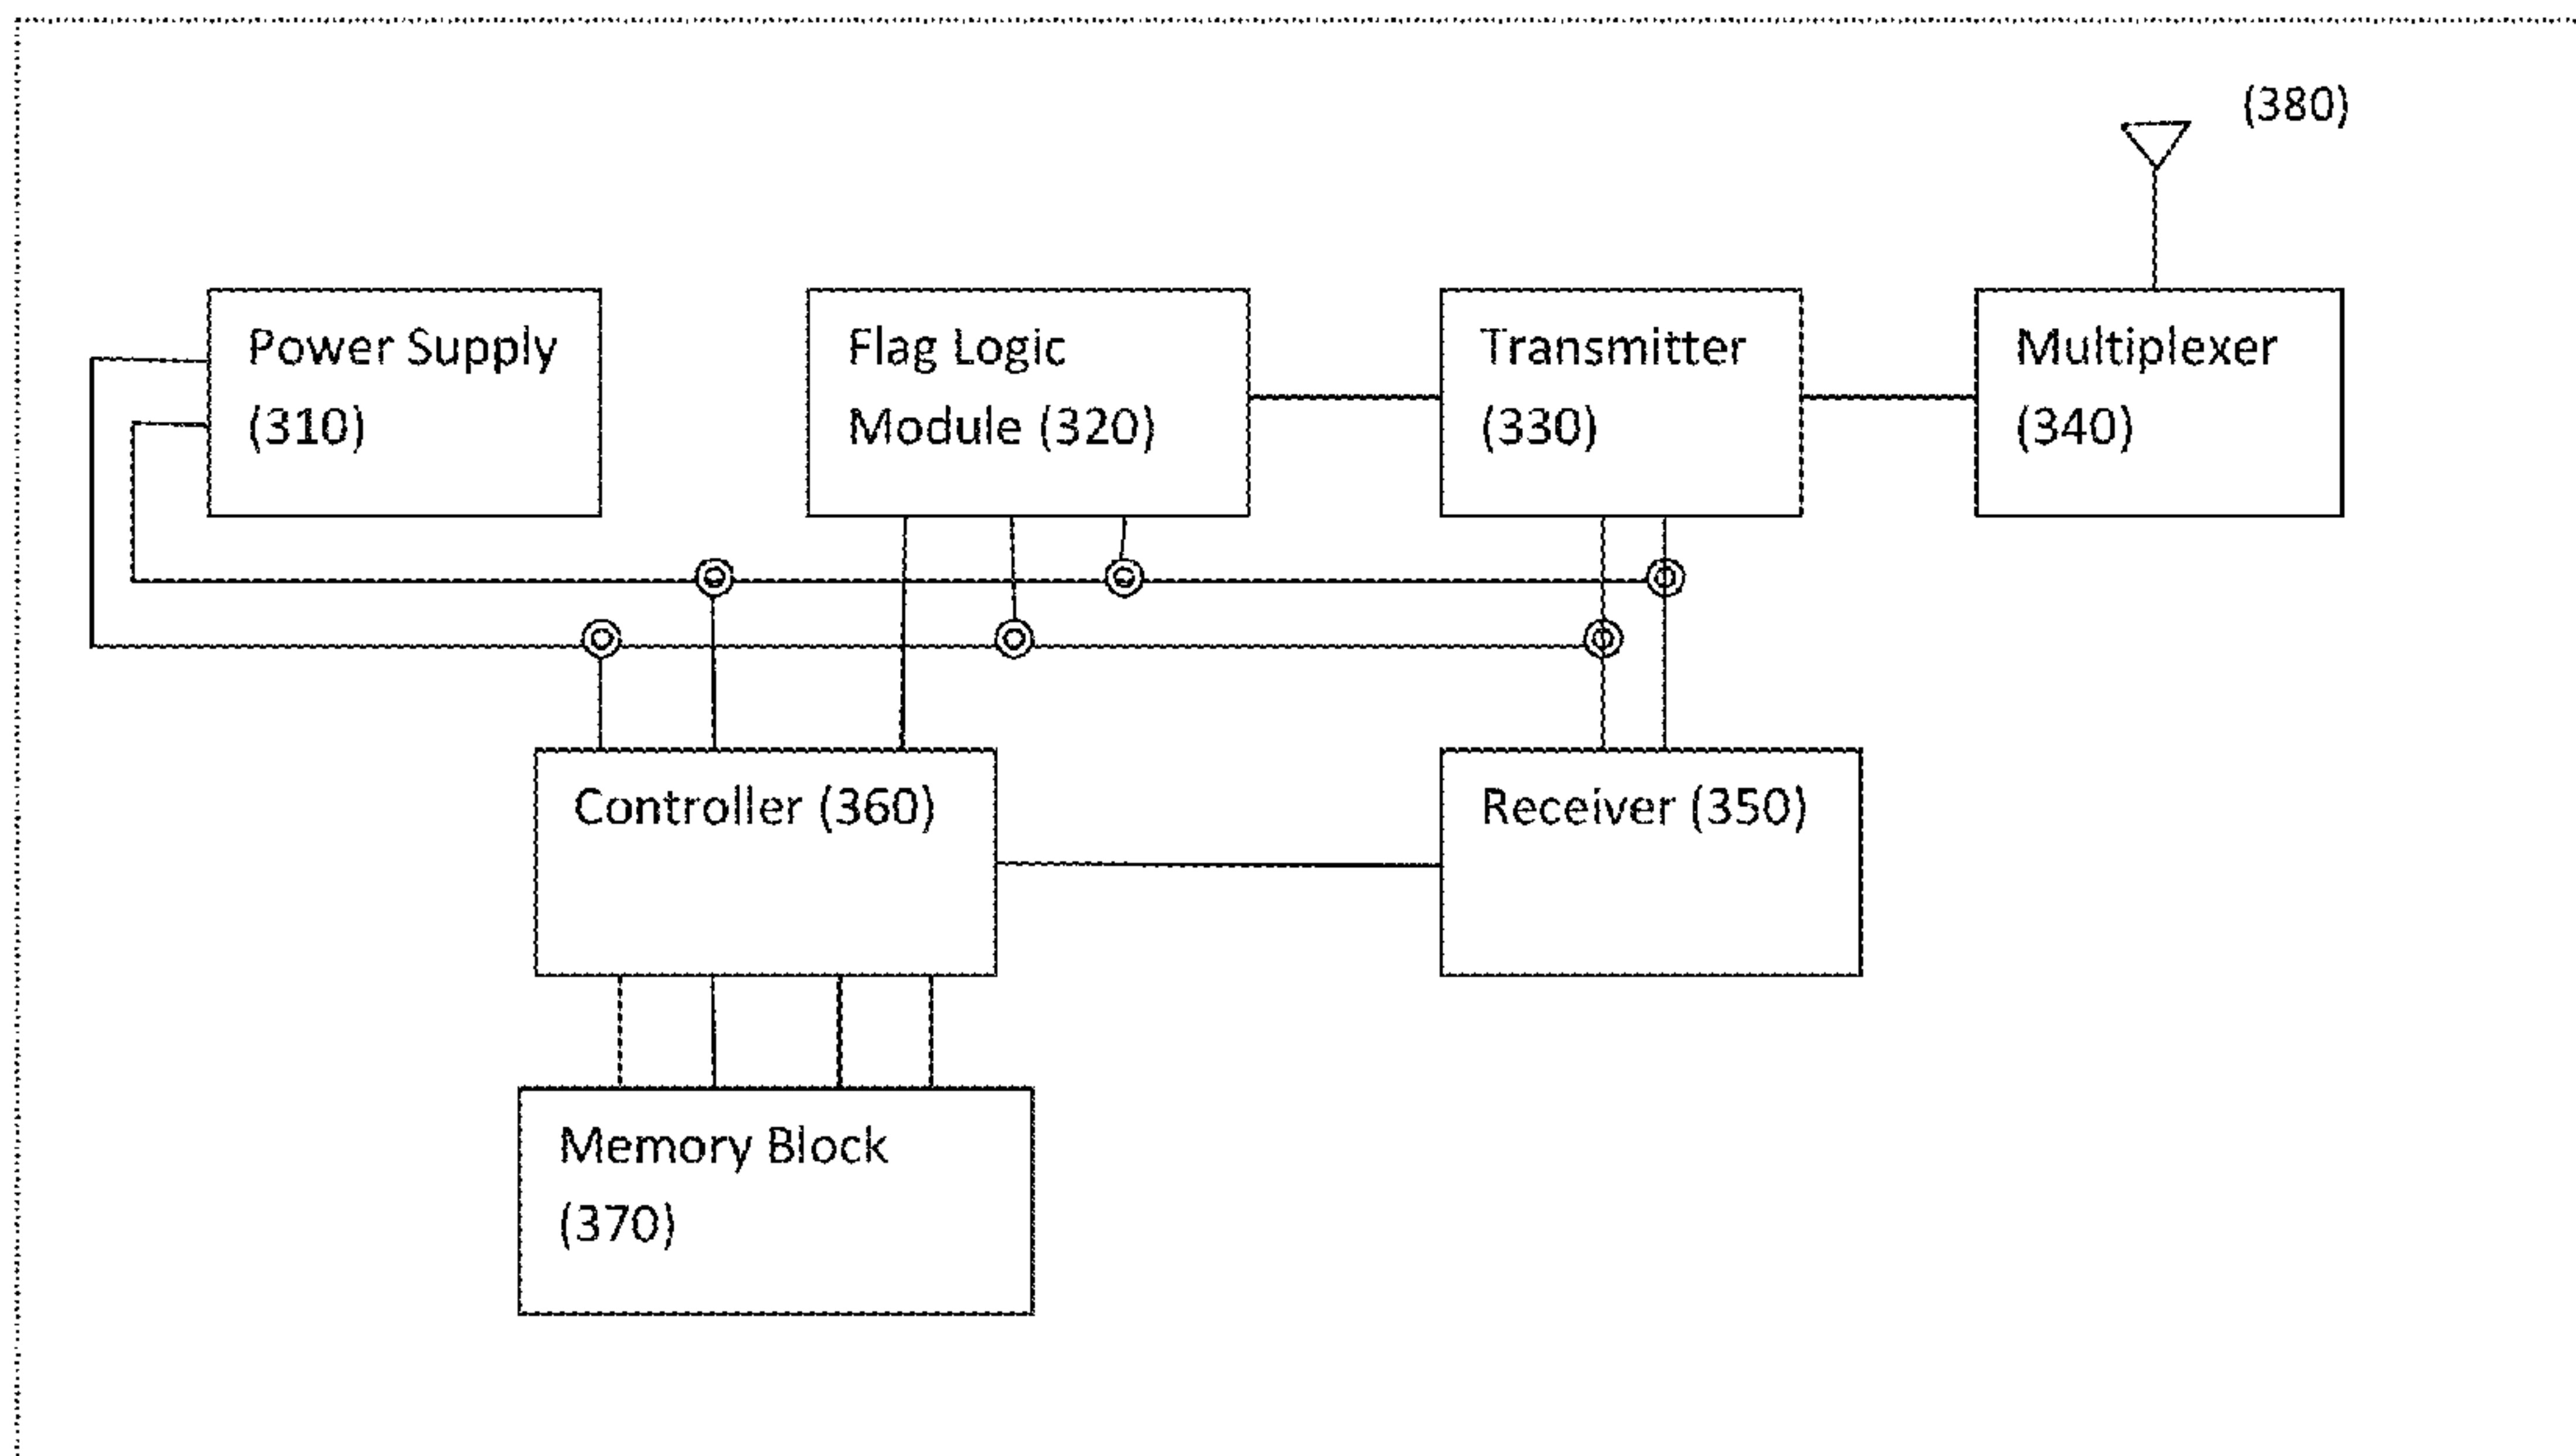 (380)
Power Supply
(310)
Flag Logic
Module (320)
Transmitter
(330)
Multiplexer
(340)
Controller (360)
Receiver (350)
Memory Block
(370)